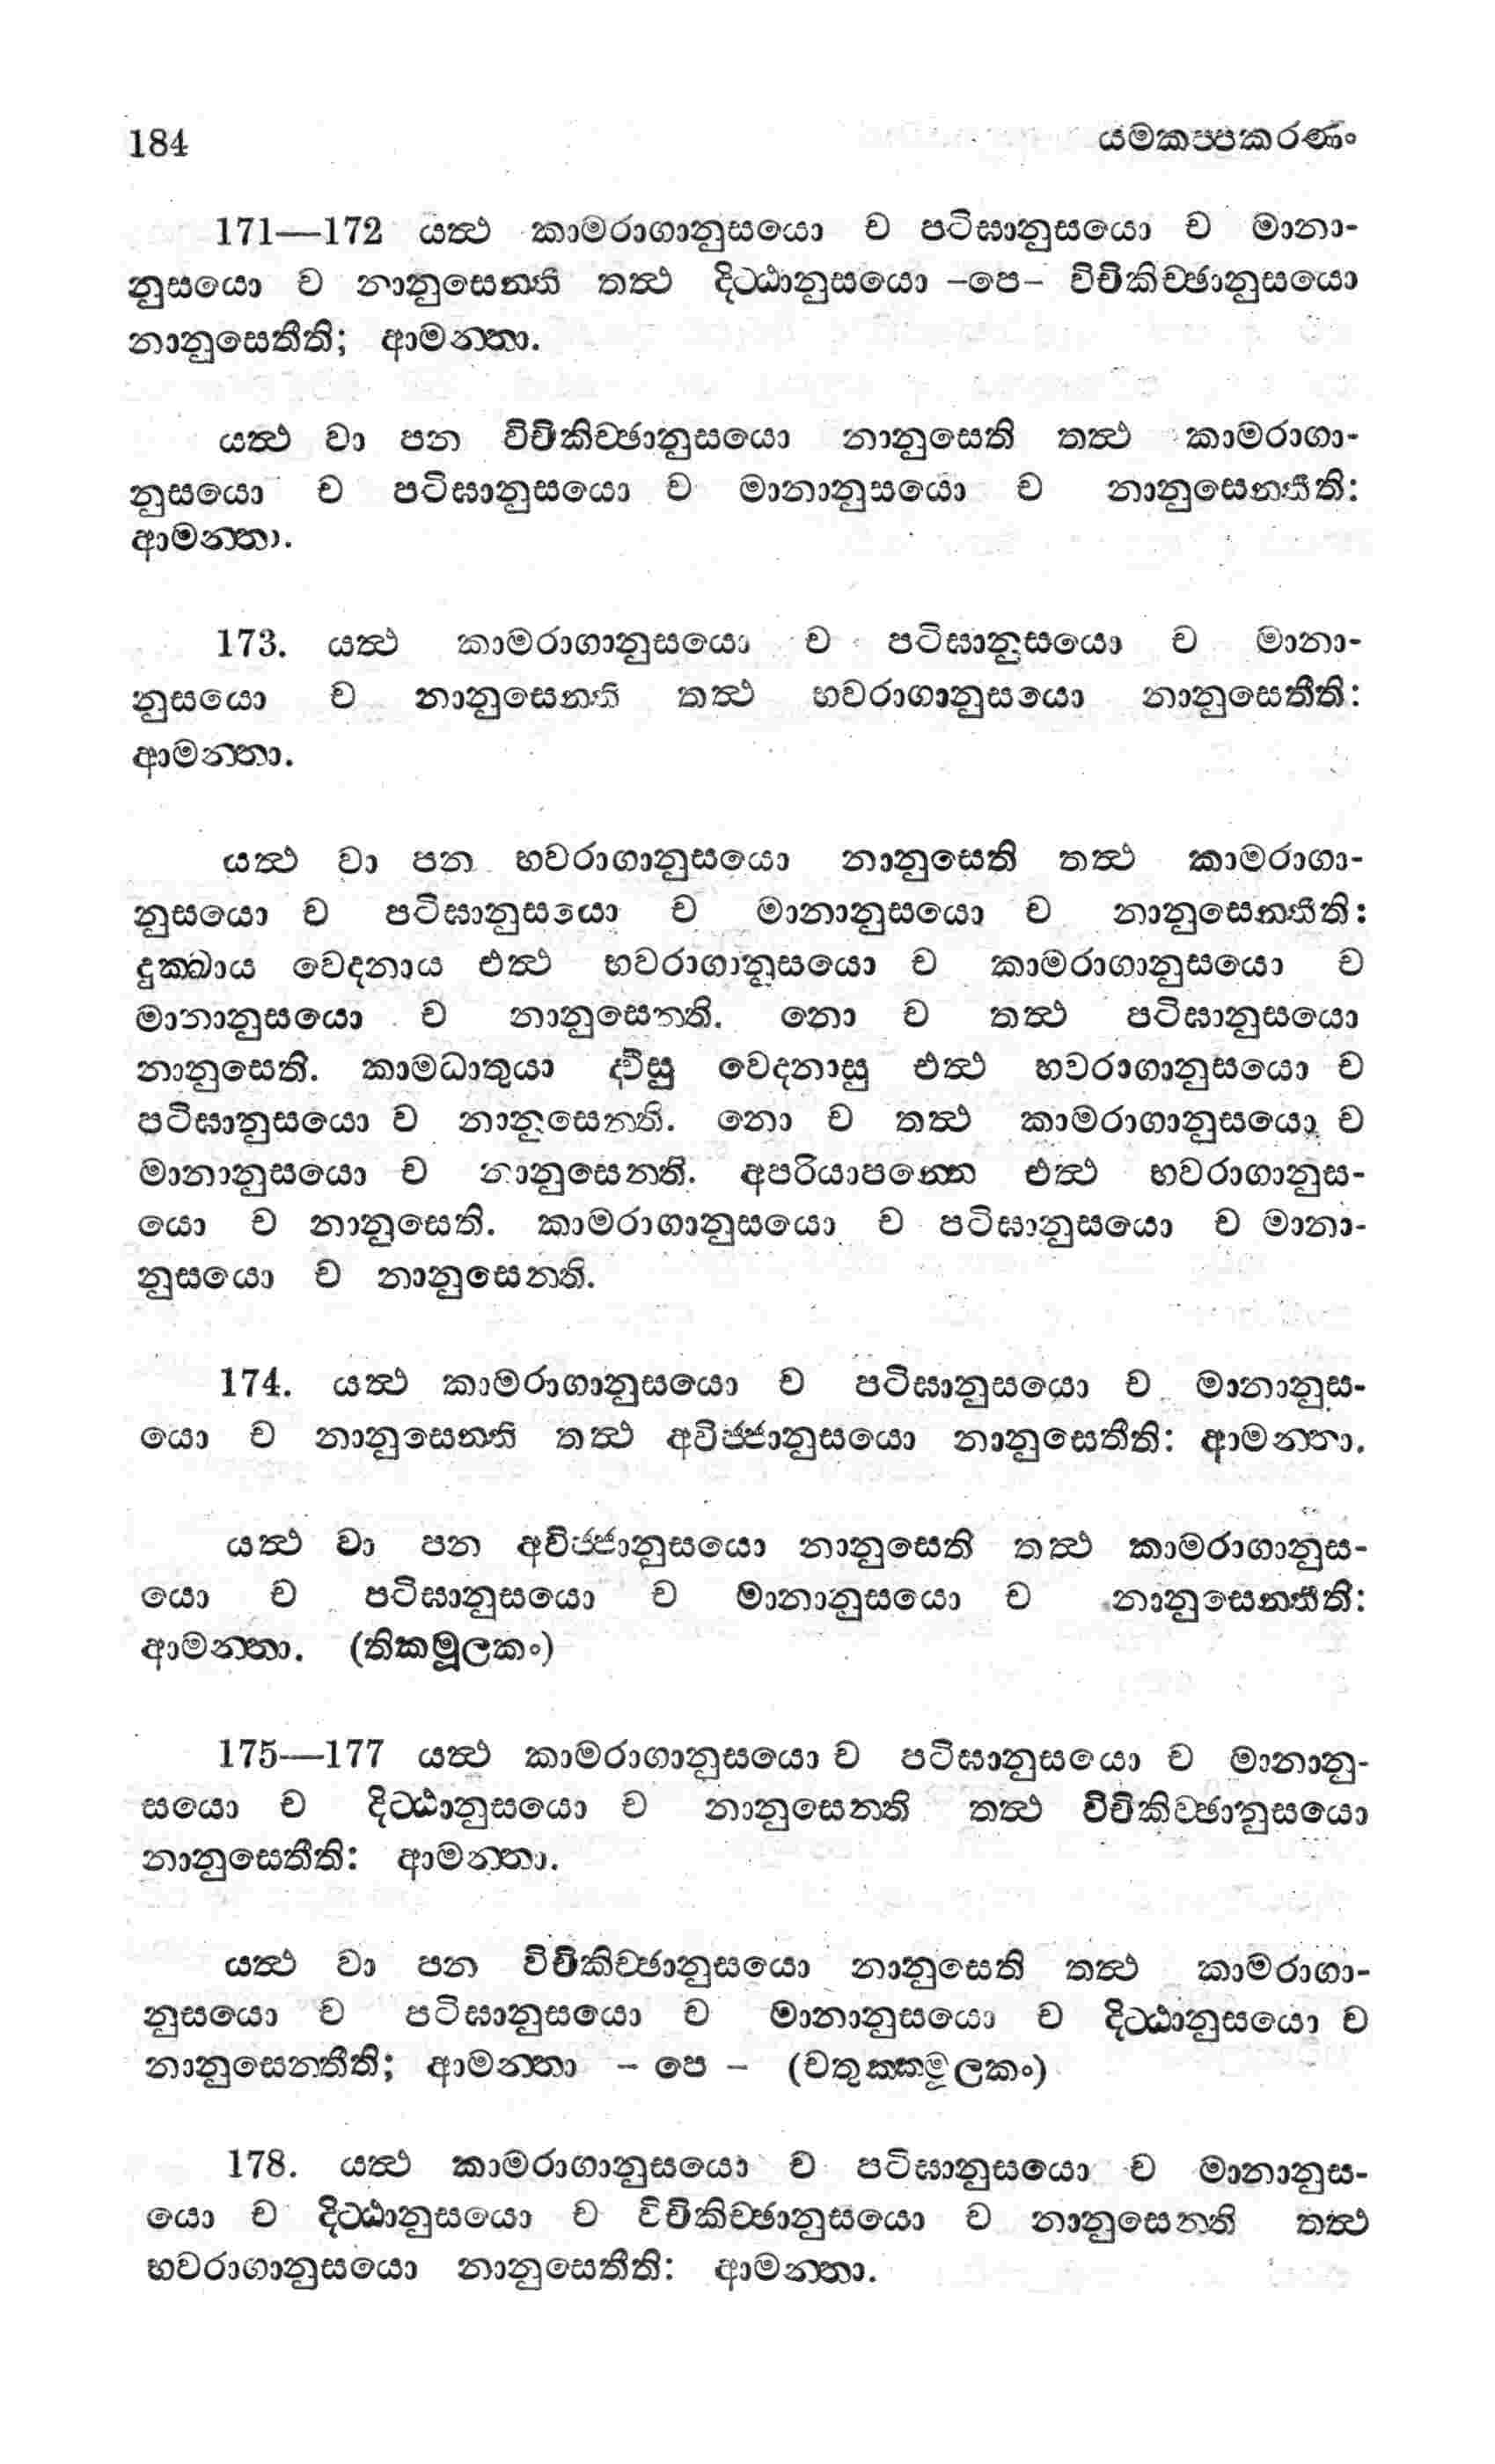 184 යමකප්පකරණං
171—172 යත්ථ කාමරාගානුසයො ච පටිඝානුසයො ච මානා-
නුසයො ච නානුසෙන්ති තත්ථ දිට්ඨානුසයො -පෙ- විචිකිච්ඡානුසයො
නානුසෙතීති; ආමන්තා.
යත්ථ වා පන විචිකිච්ඡානුසයො නානුසෙති තත්ථ කාමරාගා-
නුසයො ච පටිඝානුසයො ච මානානුසයො ච නානුසෙන්තීති:
ආමන්තා.
173. යත්ථ කාමරාගානුසයො ච පටිඝානුසයො ච මානා-
නුසයො ච නානුසෙන්ති තත්ථ භවරාගානුසයො නානුසෙතීති:
ආමන්තා.
යත්ථ වා පන භවරාගානුසයො නානුසෙති තත්ථ කාමරාගා-
නුසයො ච පටිඝානුසයො ච මානානුසයො ච නානුසෙන්තීති:
දුක්ඛාය වෙදනාය එත්ථ භවරාගානුසයො ච කාමරාගානුසයො ච
මානානුසයො ච නානුසෙන්ති. නො ච තත්ථ පටිඝානුසයො
නානුසෙති. කාමධාතුයා ද්වීසු වෙදනාසු එත්ථ භවරාගානුසයො ච
පටිඝානුසයො ච නානුසෙන්ති. නො ච තත්ථ කාමරාගානුසයො ච
මානානුසයො ච නානුසෙන්ති. අපරියාපන්නෙ එත්ථ භවරාගානුස-
යො ච නානුසෙති. කාමරාගානුසයො ච පටිඝානුසයො ච මානා-
නුසයො ච නානුසෙන්ති.
174. යත්ථ කාමරාගානුසයො ච පටිඝානුසයො ච මානානුස-
යො ච නානුසෙන්ති තත්ථ අවිජ්ජානුසයො නානුසෙතීති: ආමන්තා.
යත්ථ වා පන අවිජ්ජානුසයො නානුසෙති තත්ථ කාමරාගානුස-
යො ච පටිඝානුසයො ච මානානුසයො ච නානුසෙන්තීති:
ආමන්තා. (තිකමූලකං)
175—177 යත්ථ කාමරාගානුසයො ච පටිඝානුසයො ච මානානු-
සයො ච දිට්ඨානුසයො ච නානුසෙන්ති තත්ථ විචිකිච්ඡානුසයො
නානුසෙතීති: ආමන්තා.
යත්ථ වා පන විචිකිච්ඡානුසයො නානුසෙති තත්ථ කාමරාගා-
නුසයො ච පටිඝානුසයො ච මානානුසයො ච දිට්ඨානුසයො ච
නානුසෙන්තීති; ආමන්තා - පෙ - (චතුක්කමූලකං)
178. යත්ථ කාමරාගානුසයො ච පටිඝානුසයො ච මානානුස-
යො ච දිට්ඨානුසයො ච විචිකිච්ඡානුසයො ච නානුසෙන්ති තත්ථ
භවරාගානුසයො නානුසෙතීති: ආමන්තා.